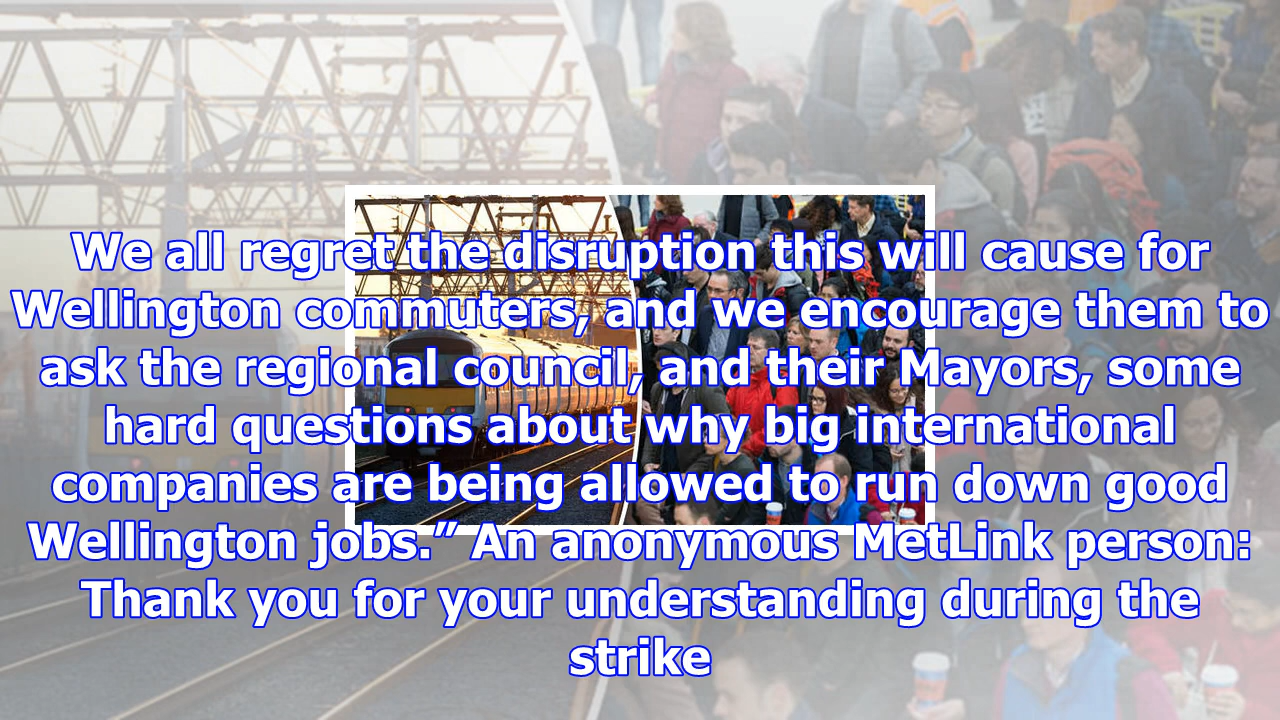 We all regret the disruption this will cause for
Wellington commuters, and we encourage them to
ask the regional council, and their Mayors, some
hard questions about why big international
companies are being allowed to run down good
Wellington jobs.” An anonymous MetLink person:
Thank you for your understanding during the
strike